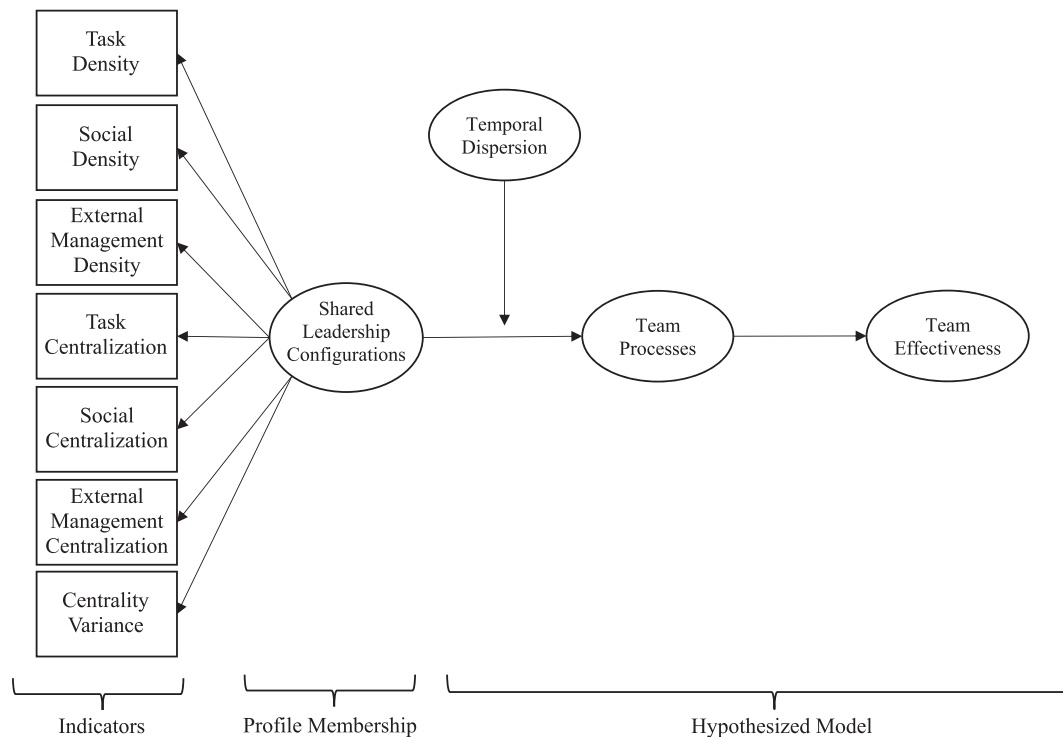 Task
Density
Social
Density
External
Management
Density
Task
Centralization
Social
Centralization
External
Management
Centralization
Centrality
Variance
Shared
Leadership
Configurations
Temporal
Dispersion
Team
Processes
Team
Effectiveness
Indicators
Profile Membership
Hypothesized Model